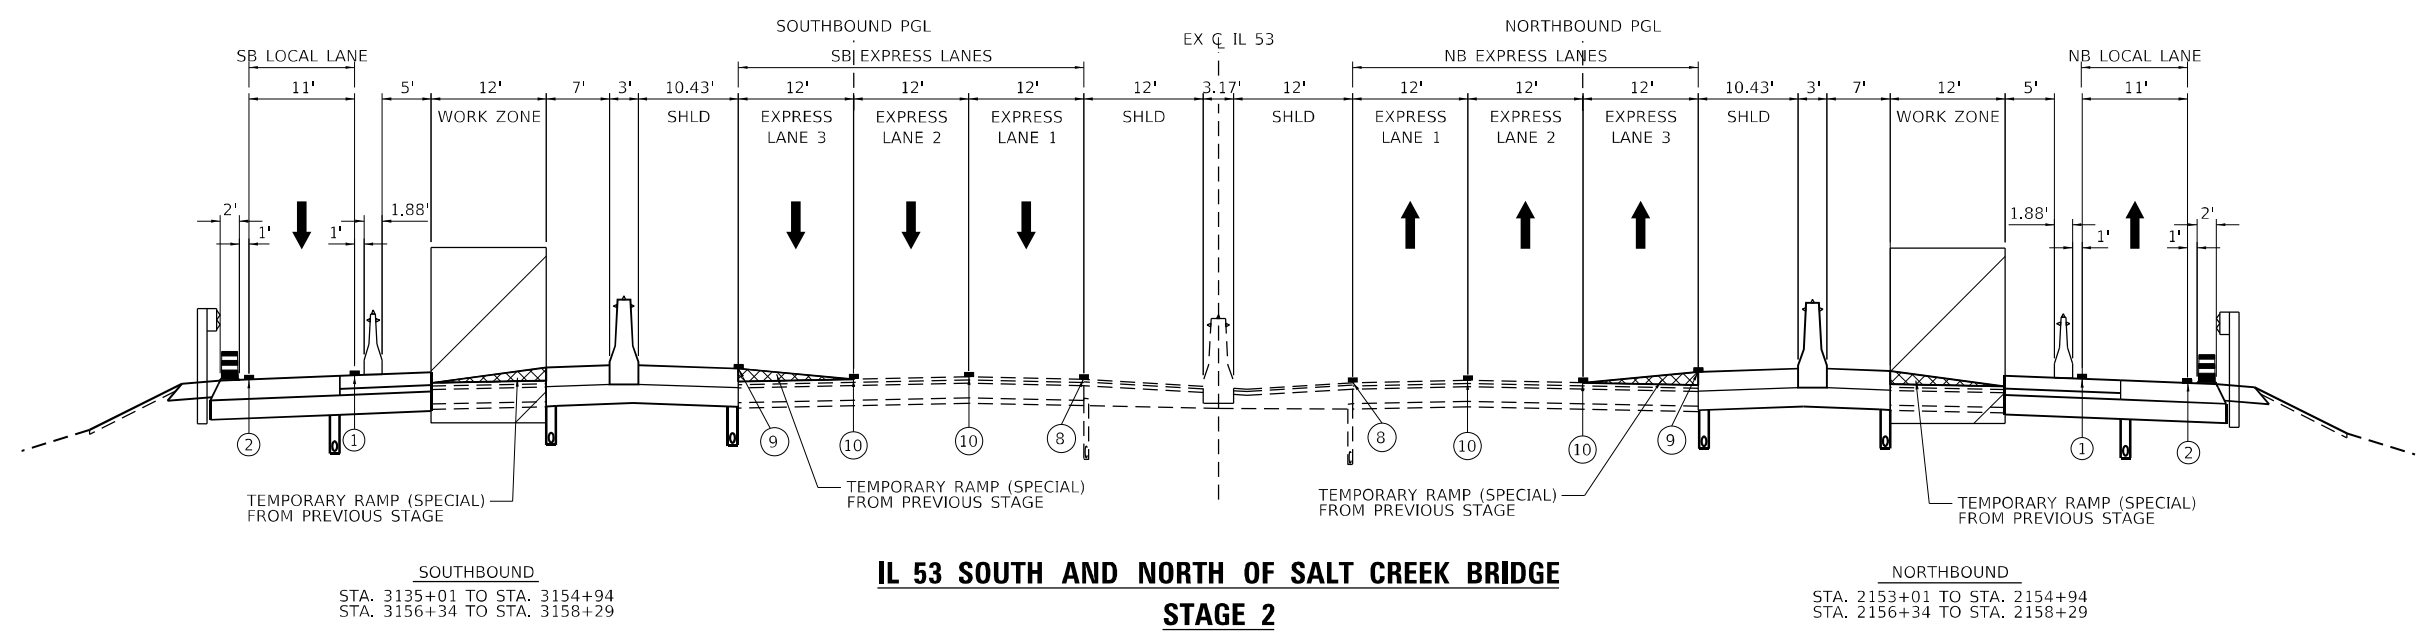 SOUTHBOUND PGL
NORTHBOUND PGL
EX ℄ IL 53
SB LOCAL LANE
SB EXPRESS LANES
NB EXPRESS LANES
NB LOCAL LANE
11' 5' 12' 7' 3' 10.43' 12' 12' 12' 12' 3.17' 12' 12' 12' 12' 10.43' 3' 7' 12' 5' 11'
WORK ZONE SHLD EXPRESS EXPRESS EXPRESS SHLD SHLD EXPRESS EXPRESS EXPRESS SHLD WORK ZONE
LANE 3 LANE 2 LANE 1 LANE 1 LANE 2 LANE 3
2' 1.88' 1.88' 2'
1' 1' 1' 1'
2 1 9 10 10 8 8 10 10 9 1 2
TEMPORARY RAMP (SPECIAL)
FROM PREVIOUS STAGE
TEMPORARY RAMP (SPECIAL)
FROM PREVIOUS STAGE
TEMPORARY RAMP (SPECIAL)
FROM PREVIOUS STAGE
TEMPORARY RAMP (SPECIAL)
FROM PREVIOUS STAGE
SOUTHBOUND
STA. 3135+01 TO STA. 3154+94
STA. 3156+34 TO STA. 3158+29
IL 53 SOUTH AND NORTH OF SALT CREEK BRIDGE
STAGE 2
NORTHBOUND
STA. 2153+01 TO STA. 2154+94
STA. 2156+34 TO STA. 2158+29